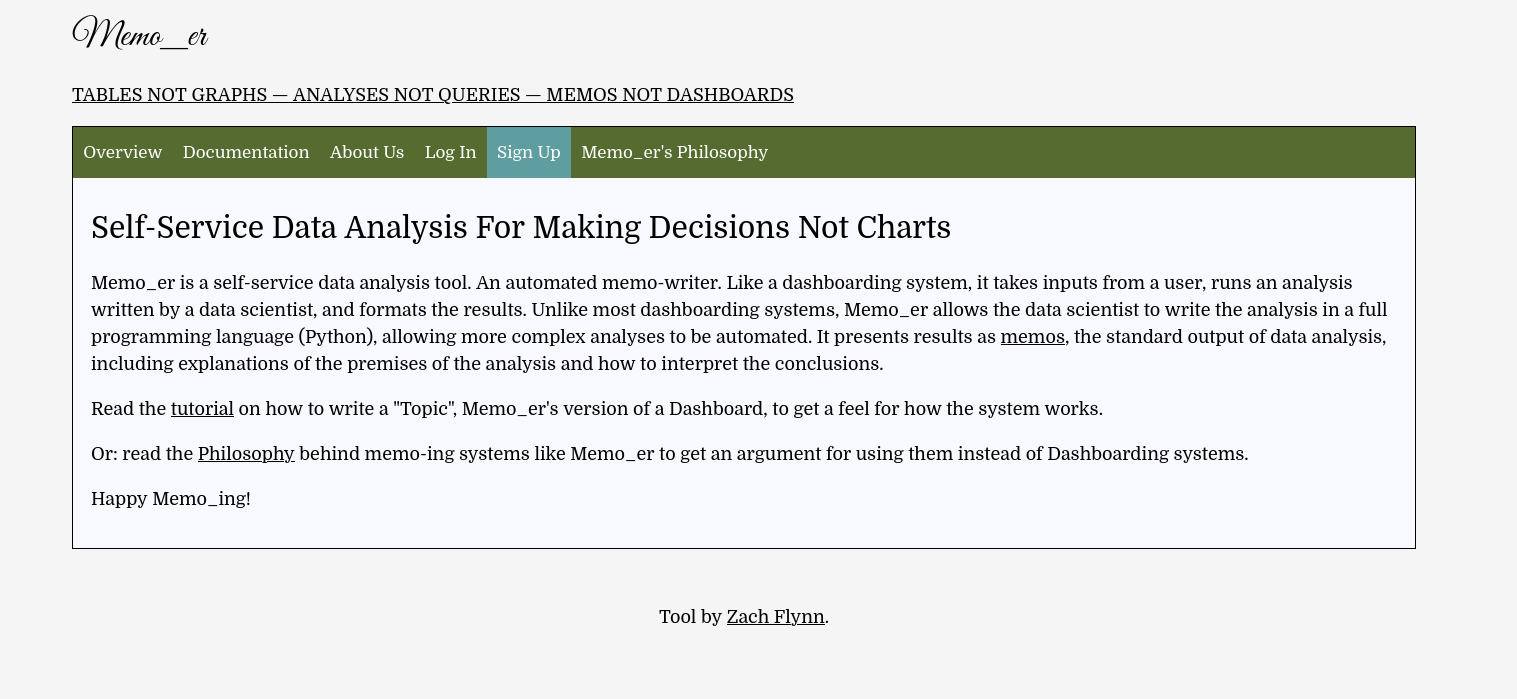 Memo__er
TABLES NOT GRAPHS — ANALYSES NOT QUERIES — MEMOS NOT DASHBOARDS
Overview Documentation About Us Log In Sign Up Memo_er's Philosophy
Self-Service Data Analysis For Making Decisions Not Charts
Memo_er is a self-service data analysis tool. An automated memo-writer. Like a dashboarding system, it takes inputs from a user, runs an analysis
written by a data scientist, and formats the results. Unlike most dashboarding systems, Memo_er allows the data scientist to write the analysis in a full
programming language (Python), allowing more complex analyses to be automated. It presents results as memos, the standard output of data analysis,
including explanations of the premises of the analysis and how to interpret the conclusions.
Read the tutorial on how to write a "Topic", Memo_er's version of a Dashboard, to get a feel for how the system works.
Or: read the Philosophy behind memo-ing systems like Memo_er to get an argument for using them instead of Dashboarding systems.
Happy Memo_ing!
Tool by Zach Flynn.